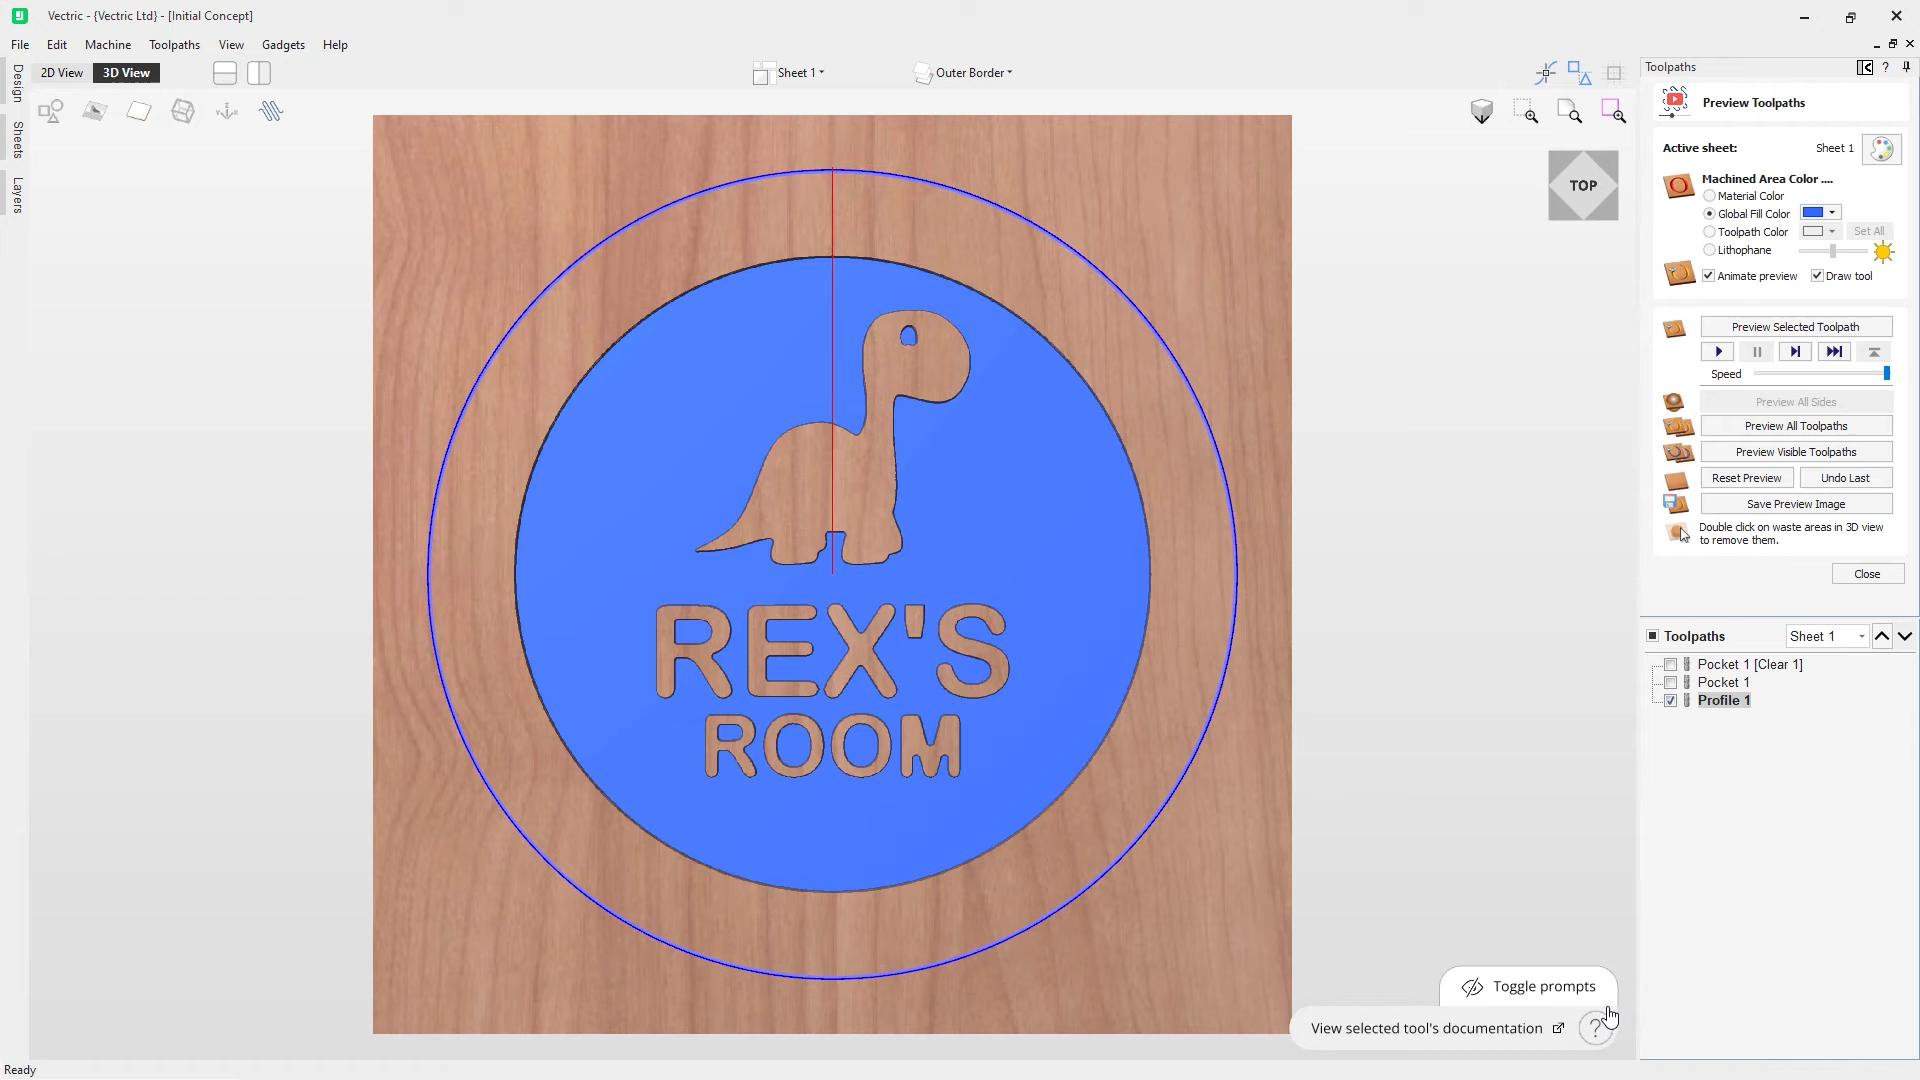 Vectric - {Vectric Ltd} - [Initial Concept]
File Edit Machine Toolpaths View Gadgets Help
2D View 3D View Sheet 1 Outer Border
Design
Sheets
Layers
TOP
REX'S
ROOM
Toggle prompts
View selected tool's documentation
?
Ready
Toolpaths ?
Preview Toolpaths
Active sheet: Sheet 1
Machined Area Color ....
Material Color
Global Fill Color
Toolpath Color Set All
Lithophane
Animate preview Draw tool
Preview Selected Toolpath
Speed
Preview All Sides
Preview All Toolpaths
Preview Visible Toolpaths
Reset Preview Undo Last
Save Preview Image
Double click on waste areas in 3D view
to remove them.
Close
Toolpaths Sheet 1
Pocket 1 [Clear 1]
Pocket 1
Profile 1